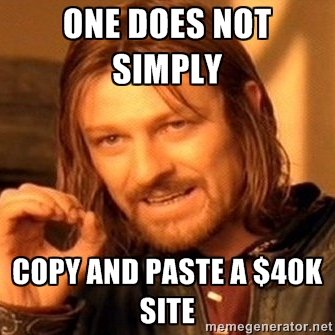 ONE DOES NOT
SIMPLY
COPY AND PASTE A $40K
SITE
memegenerator.net